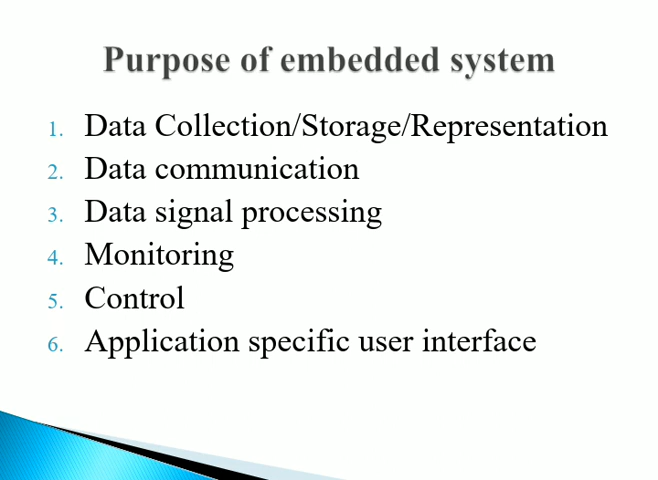 Purpose of embedded system
1. Data Collection/Storage/Representation
2. Data communication
3. Data signal processing
4. Monitoring
5. Control
6. Application specific user interface